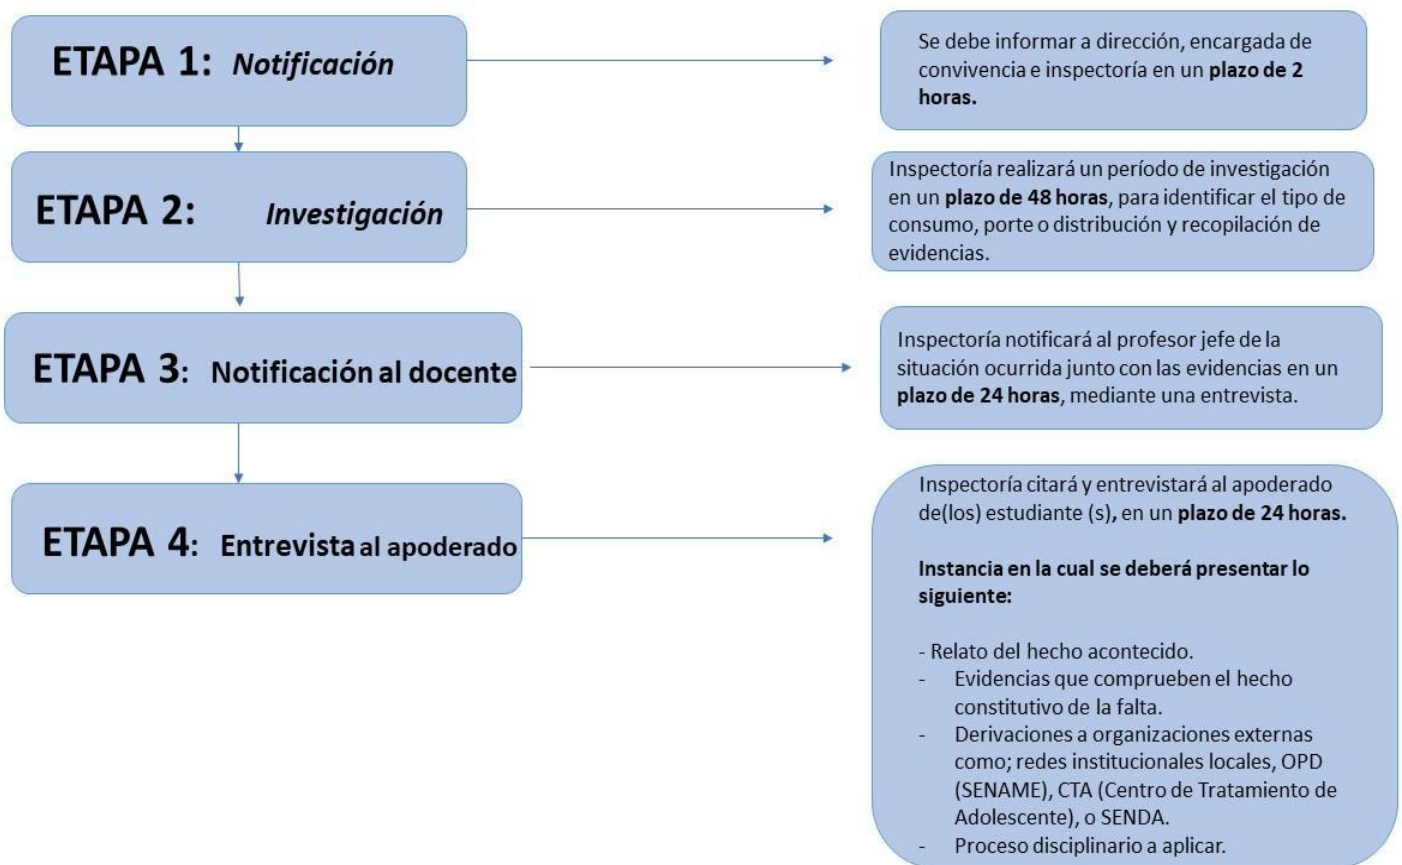 ETAPA 1: Notificación
Se debe informar a dirección, encargada de
convivencia e inspectoría en un plazo de 2
horas.
ETAPA 2: Investigación
Inspectoría realizará un período de investigación
en un plazo de 48 horas, para identificar el tipo de
consumo, porte o distribución y recopilación de
evidencias.
ETAPA 3: Notificación al docente
Inspectoría notificará al profesor jefe de la
situación ocurrida junto con las evidencias en un
plazo de 24 horas, mediante una entrevista.
ETAPA 4: Entrevista al apoderado
Inspectoría citará y entrevistará al apoderado
de(los) estudiante (s), en un plazo de 24 horas.
Instancia en la cual se deberá presentar lo
siguiente:
- Relato del hecho acontecido.
- Evidencias que comprueben el hecho
constitutivo de la falta.
- Derivaciones a organizaciones externas
como; redes institucionales locales, OPD
(SENAME), CTA (Centro de Tratamiento de
Adolescente), o SENDA.
- Proceso disciplinario a aplicar.